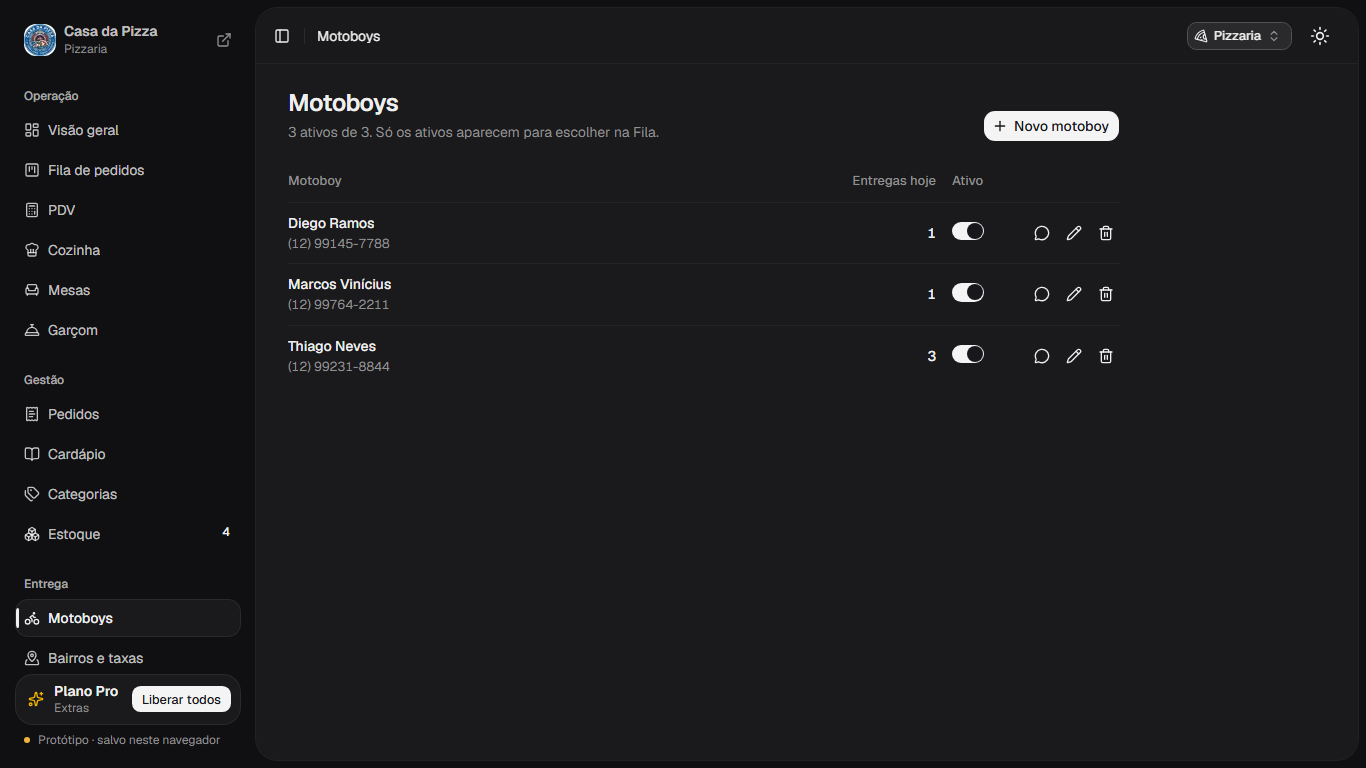 Casa da Pizza
Pizzaria
Operação
Visão geral
Fila de pedidos
PDV
Cozinha
Mesas
Garçom
Gestão
Pedidos
Cardápio
Categorias
Estoque 4
Entrega
Motoboys
Bairros e taxas
Plano Pro
Extras
Liberar todos
Protótipo · salvo neste navegador
Motoboys
Pizzaria
Motoboys
3 ativos de 3. Só os ativos aparecem para escolher na Fila.
Novo motoboy
Motoboy Entregas hoje Ativo
Diego Ramos
(12) 99145-7788
1
Marcos Vinícius
(12) 99764-2211
1
Thiago Neves
(12) 99231-8844
3